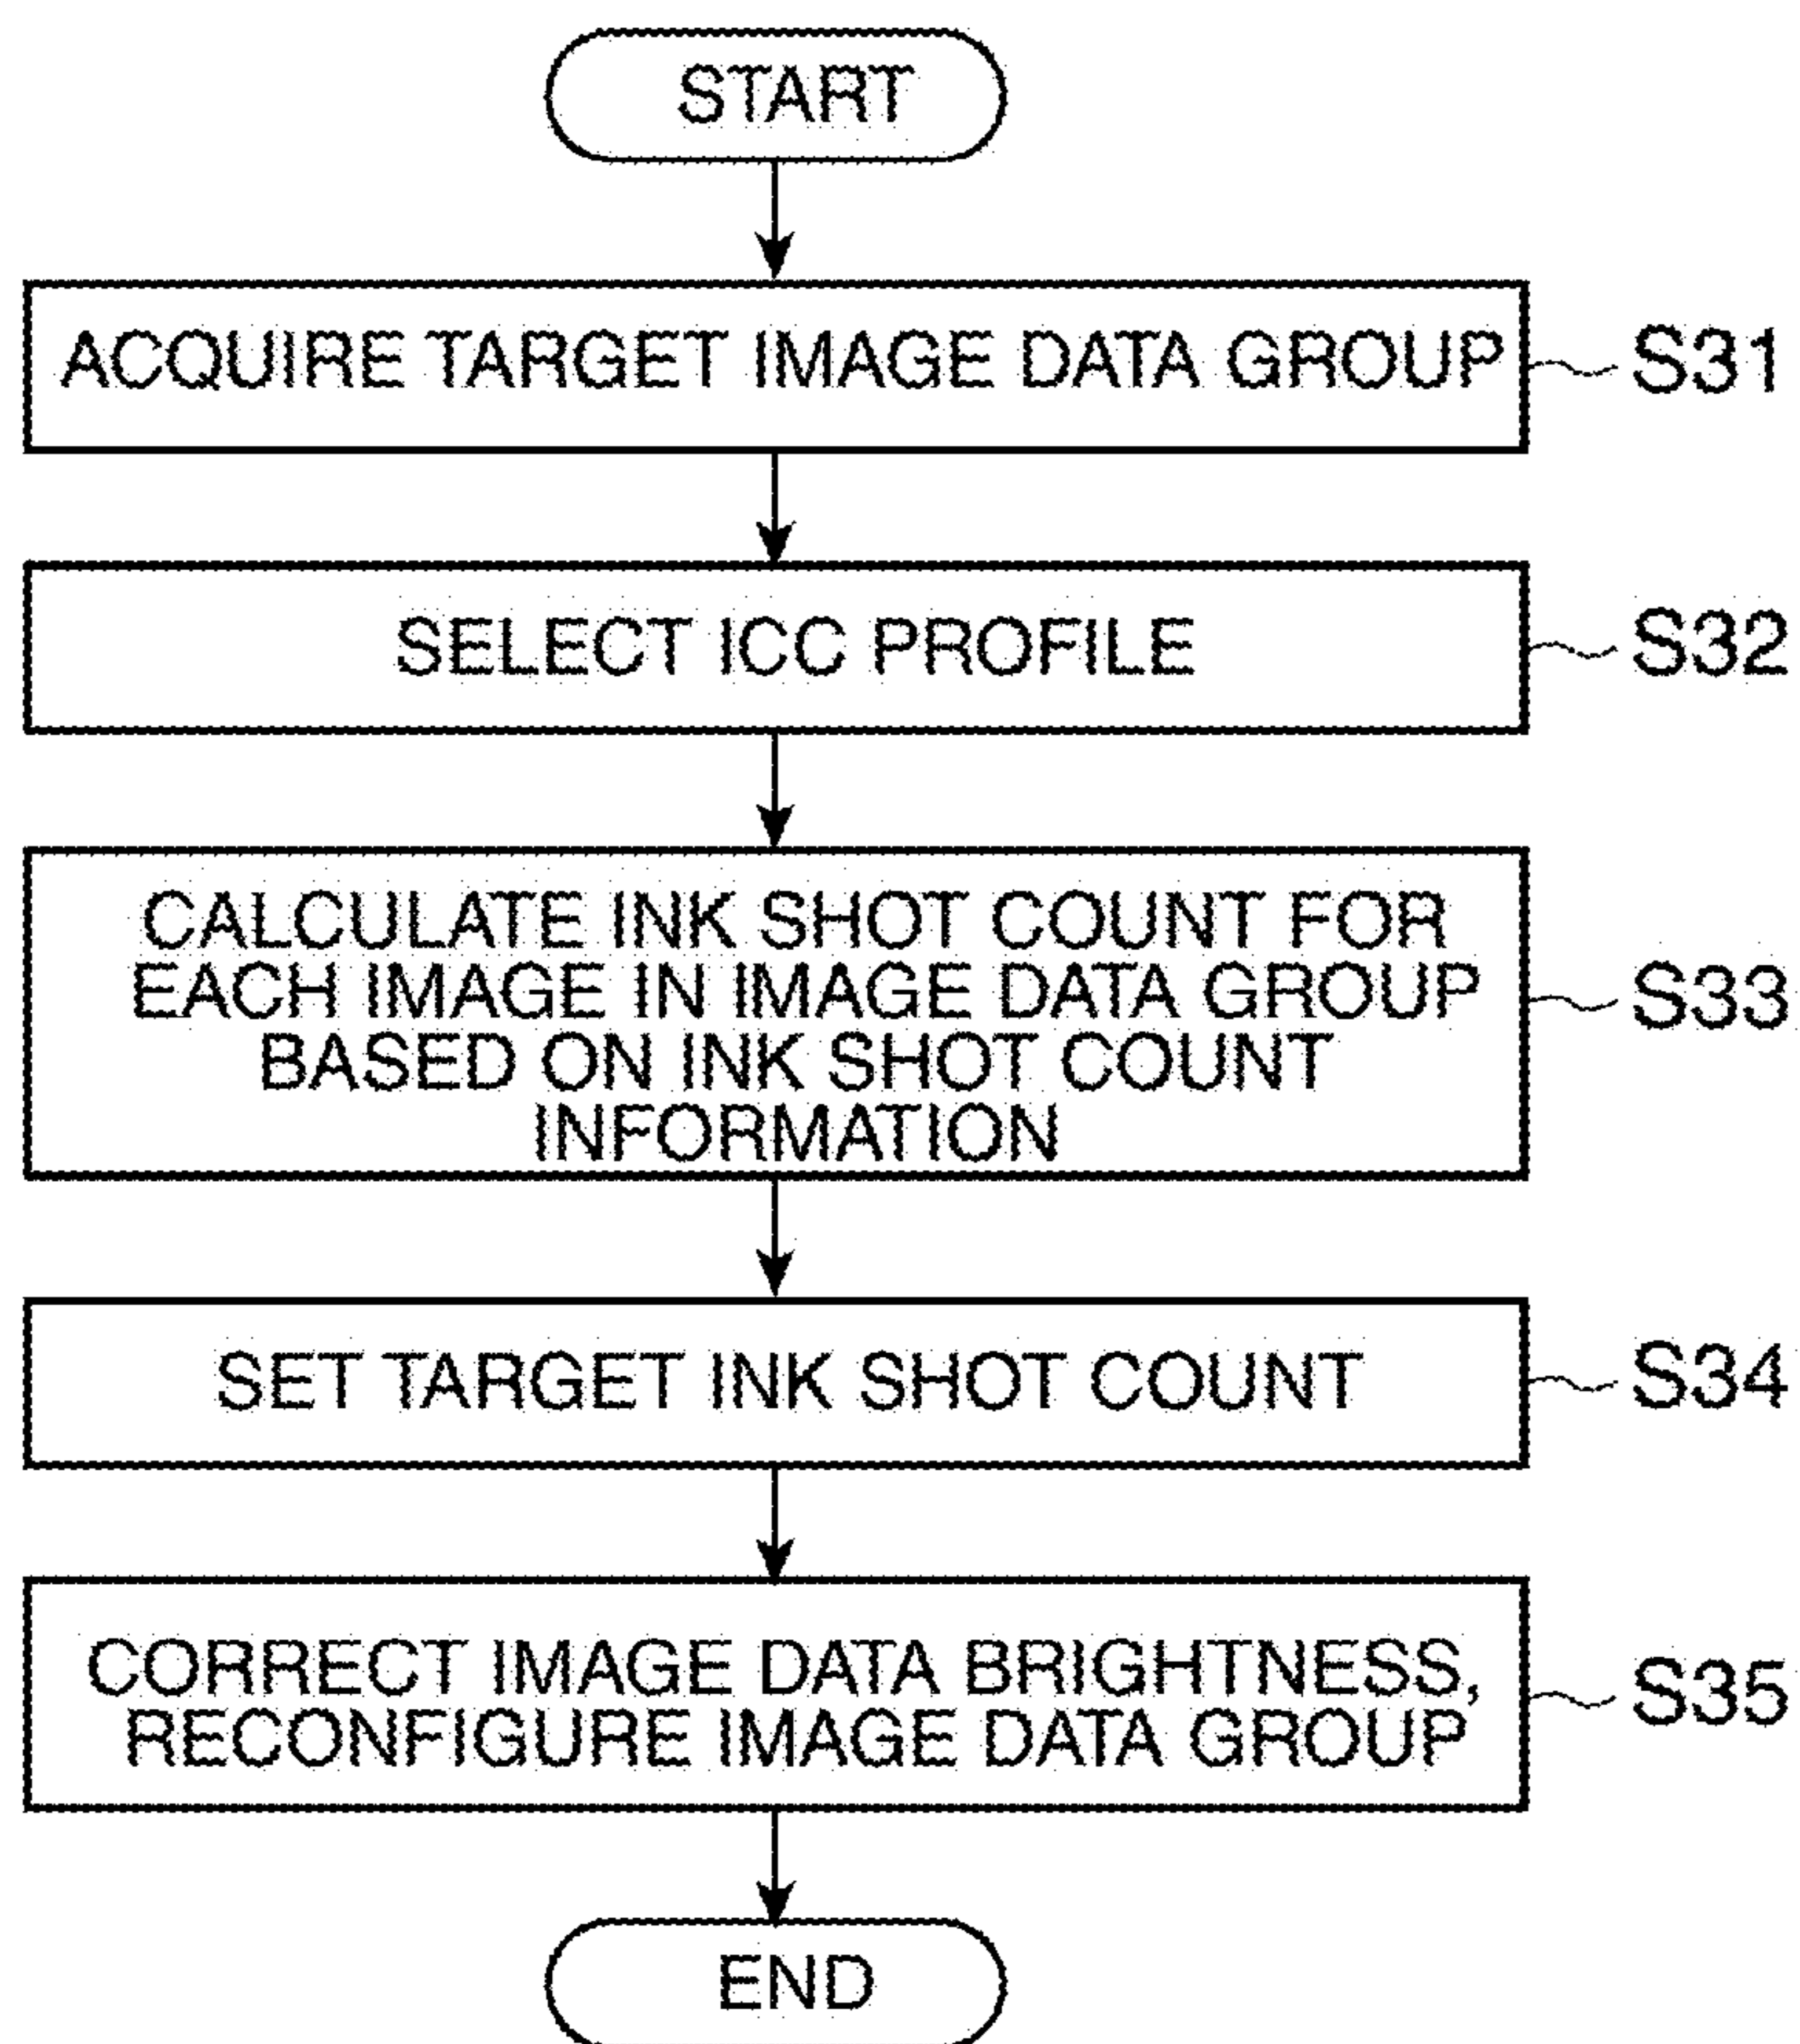 START
ACQUIRE TARGET IMAGE DATA GROUP
S31
SELECT ICC PROFILE
S32
CALCULATE INK SHOT COUNT FOR
EACH IMAGE IN IMAGE DATA GROUP
BASED ON INK SHOT COUNT
INFORMATION
S33
SET TARGET INK SHOT COUNT
S34
CORRECT IMAGE DATA BRIGHTNESS,
RECONFIGURE IMAGE DATA GROUP
S35
END